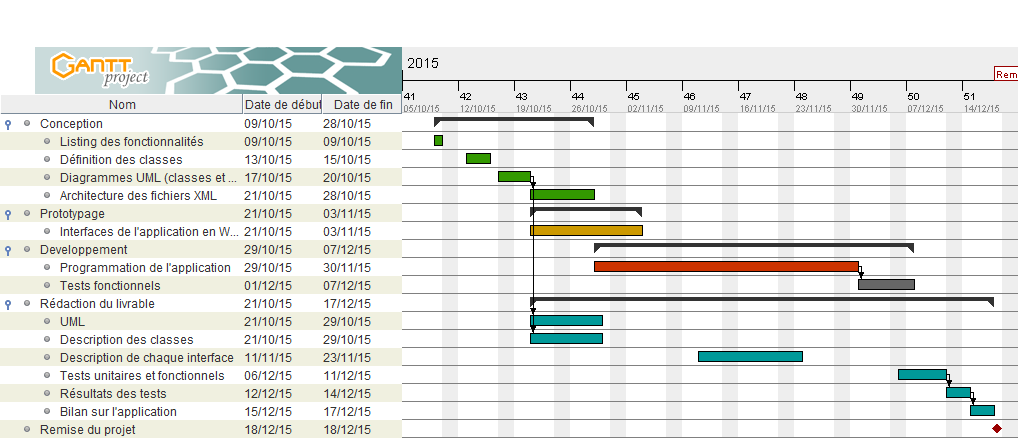 GANTT
project
2015
Rem
41 42 43 44 45 46 47 48 49 50 51
05/10/15 12/10/15 19/10/15 26/10/15 02/11/15 09/11/15 16/11/15 23/11/15 30/11/15 07/12/15 14/12/15
Nom Date de début Date de fin
Conception 09/10/15 28/10/15
Listing des fonctionnalités 09/10/15 09/10/15
Définition des classes 13/10/15 15/10/15
Diagrammes UML (classes et ... 17/10/15 20/10/15
Architecture des fichiers XML 21/10/15 28/10/15
Prototypage 21/10/15 03/11/15
Interfaces de l'application en W... 21/10/15 03/11/15
Developpement 29/10/15 07/12/15
Programmation de l'application 29/10/15 30/11/15
Tests fonctionnels 01/12/15 07/12/15
Rédaction du livrable 21/10/15 17/12/15
UML 21/10/15 29/10/15
Description des classes 21/10/15 29/10/15
Description de chaque interface 11/11/15 23/11/15
Tests unitaires et fonctionnels 06/12/15 11/12/15
Résultats des tests 12/12/15 14/12/15
Bilan sur l'application 15/12/15 17/12/15
Remise du projet 18/12/15 18/12/15